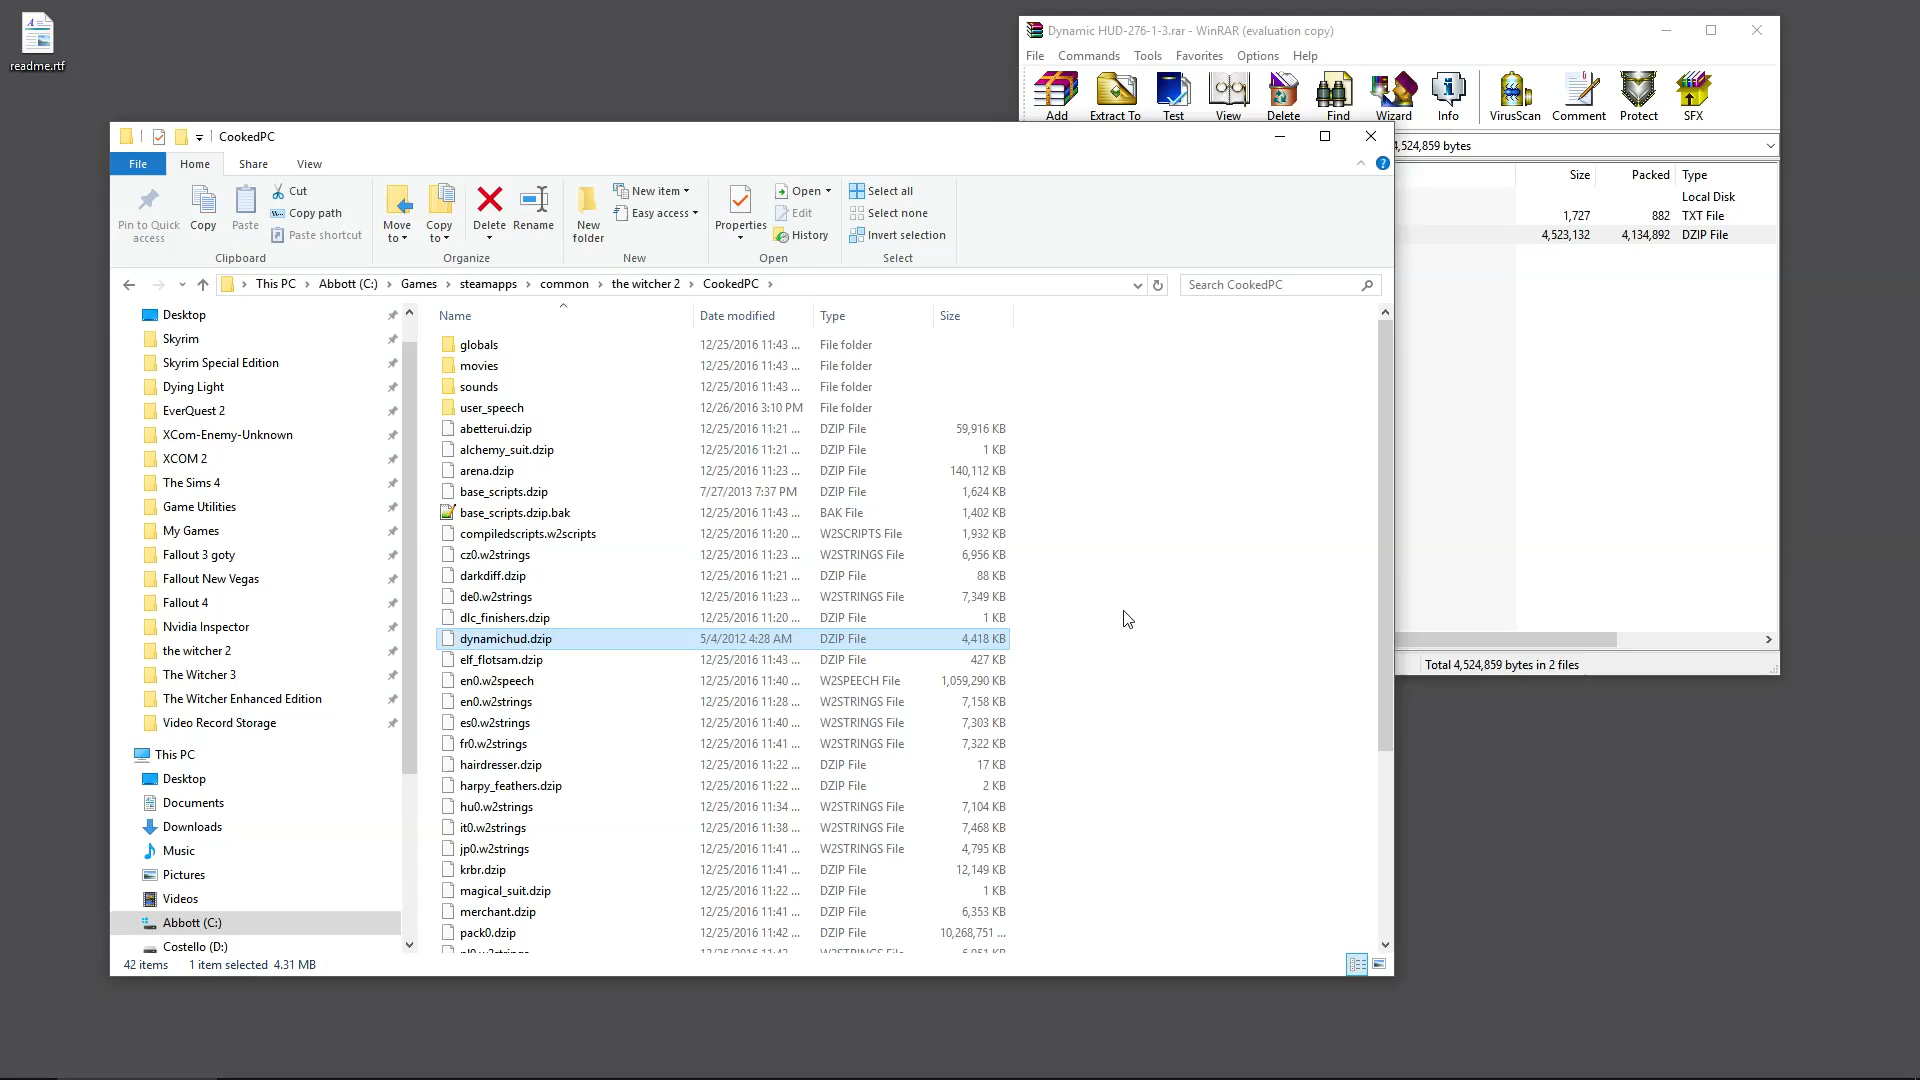 readme.rtf
Dynamic HUD-276-1-3.rar - WinRAR (evaluation copy)
File Commands Tools Favorites Options Help
Add Extract To Test View Delete Find Wizard Info VirusScan Comment Protect SFX
4,524,859 bytes
Size Packed Type
Local Disk
1,727 882 TXT File
4,523,132 4,134,892 DZIP File
Total 4,524,859 bytes in 2 files
CookedPC
File Home Share View
Pin to Quick access
Copy
Paste
Cut
Copy path
Paste shortcut
Clipboard
Move to
Copy to
Delete
Rename
Organize
New folder
New item
Easy access
New
Properties
Open
Edit
History
Open
Select all
Select none
Invert selection
Select
This PC > Abbott (C:) > Games > steamapps > common > the witcher 2 > CookedPC >
Search CookedPC
Desktop
Skyrim
Skyrim Special Edition
Dying Light
EverQuest 2
XCom-Enemy-Unknown
XCOM 2
The Sims 4
Game Utilities
My Games
Fallout 3 goty
Fallout New Vegas
Fallout 4
Nvidia Inspector
the witcher 2
The Witcher 3
The Witcher Enhanced Edition
Video Record Storage
This PC
Desktop
Documents
Downloads
Music
Pictures
Videos
Abbott (C:)
Costello (D:)
Name Date modified Type Size
globals 12/25/2016 11:43 ... File folder
movies 12/25/2016 11:43 ... File folder
sounds 12/25/2016 11:43 ... File folder
user_speech 12/26/2016 3:10 PM File folder
abetterui.dzip 12/25/2016 11:21 ... DZIP File 59,916 KB
alchemy_suit.dzip 12/25/2016 11:21 ... DZIP File 1 KB
arena.dzip 12/25/2016 11:23 ... DZIP File 140,112 KB
base_scripts.dzip 7/27/2013 7:37 PM DZIP File 1,624 KB
base_scripts.dzip.bak 12/25/2016 11:43 ... BAK File 1,402 KB
compiledscripts.w2scripts 12/25/2016 11:20 ... W2SCRIPTS File 1,932 KB
cz0.w2strings 12/25/2016 11:23 ... W2STRINGS File 6,956 KB
darkdiff.dzip 12/25/2016 11:21 ... DZIP File 88 KB
de0.w2strings 12/25/2016 11:23 ... W2STRINGS File 7,349 KB
dlc_finishers.dzip 12/25/2016 11:20 ... DZIP File 1 KB
dynamichud.dzip 5/4/2012 4:28 AM DZIP File 4,418 KB
elf_flotsam.dzip 12/25/2016 11:43 ... DZIP File 427 KB
en0.w2speech 12/25/2016 11:40 ... W2SPEECH File 1,059,290 KB
en0.w2strings 12/25/2016 11:28 ... W2STRINGS File 7,158 KB
es0.w2strings 12/25/2016 11:40 ... W2STRINGS File 7,303 KB
fr0.w2strings 12/25/2016 11:41 ... W2STRINGS File 7,322 KB
hairdresser.dzip 12/25/2016 11:22 ... DZIP File 17 KB
harpy_feathers.dzip 12/25/2016 11:22 ... DZIP File 2 KB
hu0.w2strings 12/25/2016 11:34 ... W2STRINGS File 7,104 KB
it0.w2strings 12/25/2016 11:38 ... W2STRINGS File 7,468 KB
jp0.w2strings 12/25/2016 11:41 ... W2STRINGS File 4,795 KB
krbr.dzip 12/25/2016 11:41 ... DZIP File 12,149 KB
magical_suit.dzip 12/25/2016 11:22 ... DZIP File 1 KB
merchant.dzip 12/25/2016 11:41 ... DZIP File 6,353 KB
pack0.dzip 12/25/2016 11:42 ... DZIP File 10,268,751 ...
42 items 1 item selected 4.31 MB